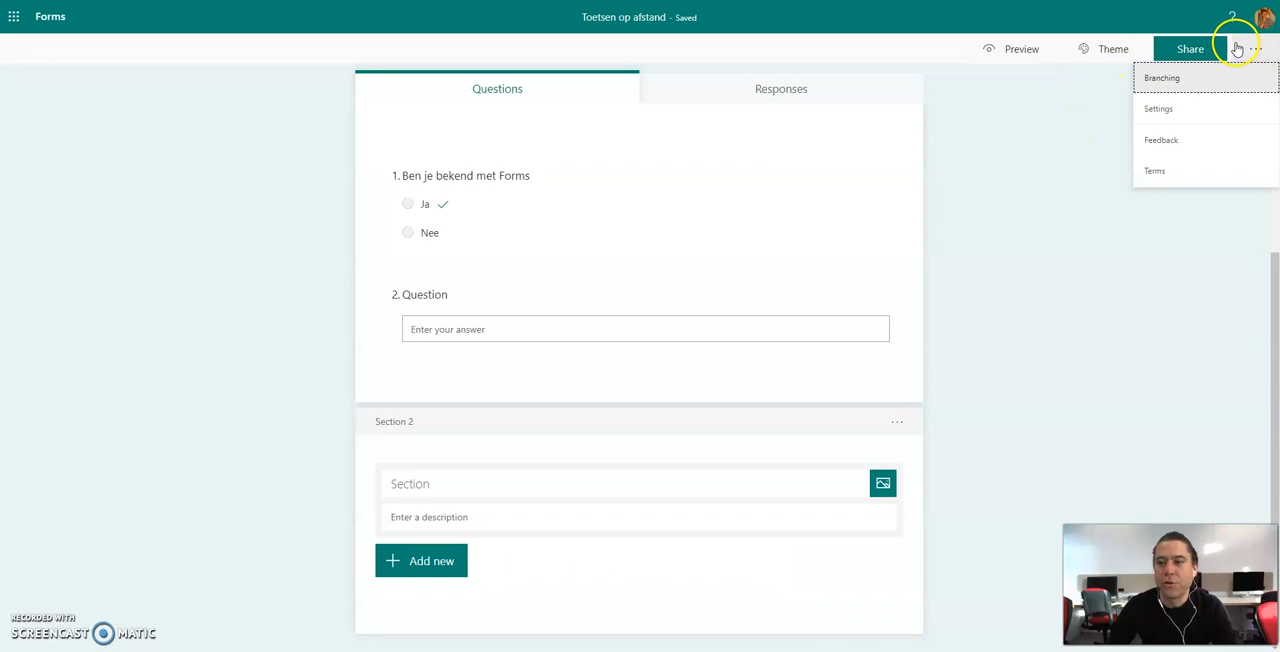 Forms
Toetsen op afstand - Saved
?
Preview
Theme
Share
...
Branching
Settings
Feedback
Terms
Questions
Responses
1. Ben je bekend met Forms
Ja
Nee
2. Question
Enter your answer
Section 2
...
Section
Enter a description
Add new
RECORDED WITH
SCREENCAST MATIC